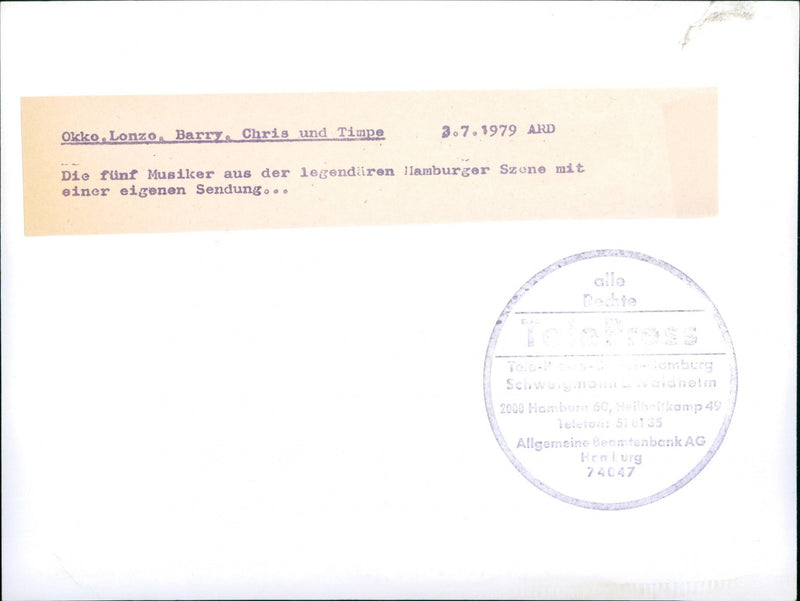 Okko,Lonzo, Barry, Chris und Timpe 3.7.1979 ARD
Die fünf Musiker aus der legendären Hamburger Szene mit
einer eigenen Sendung...
alle
Rechte
TelePress
Hamburg
Schweigmann u. Waldheim
2000 Hamburg 60, 49
Telefon: 51 61 35
Allgemeine Beamtenbank AG
Hamburg
74647